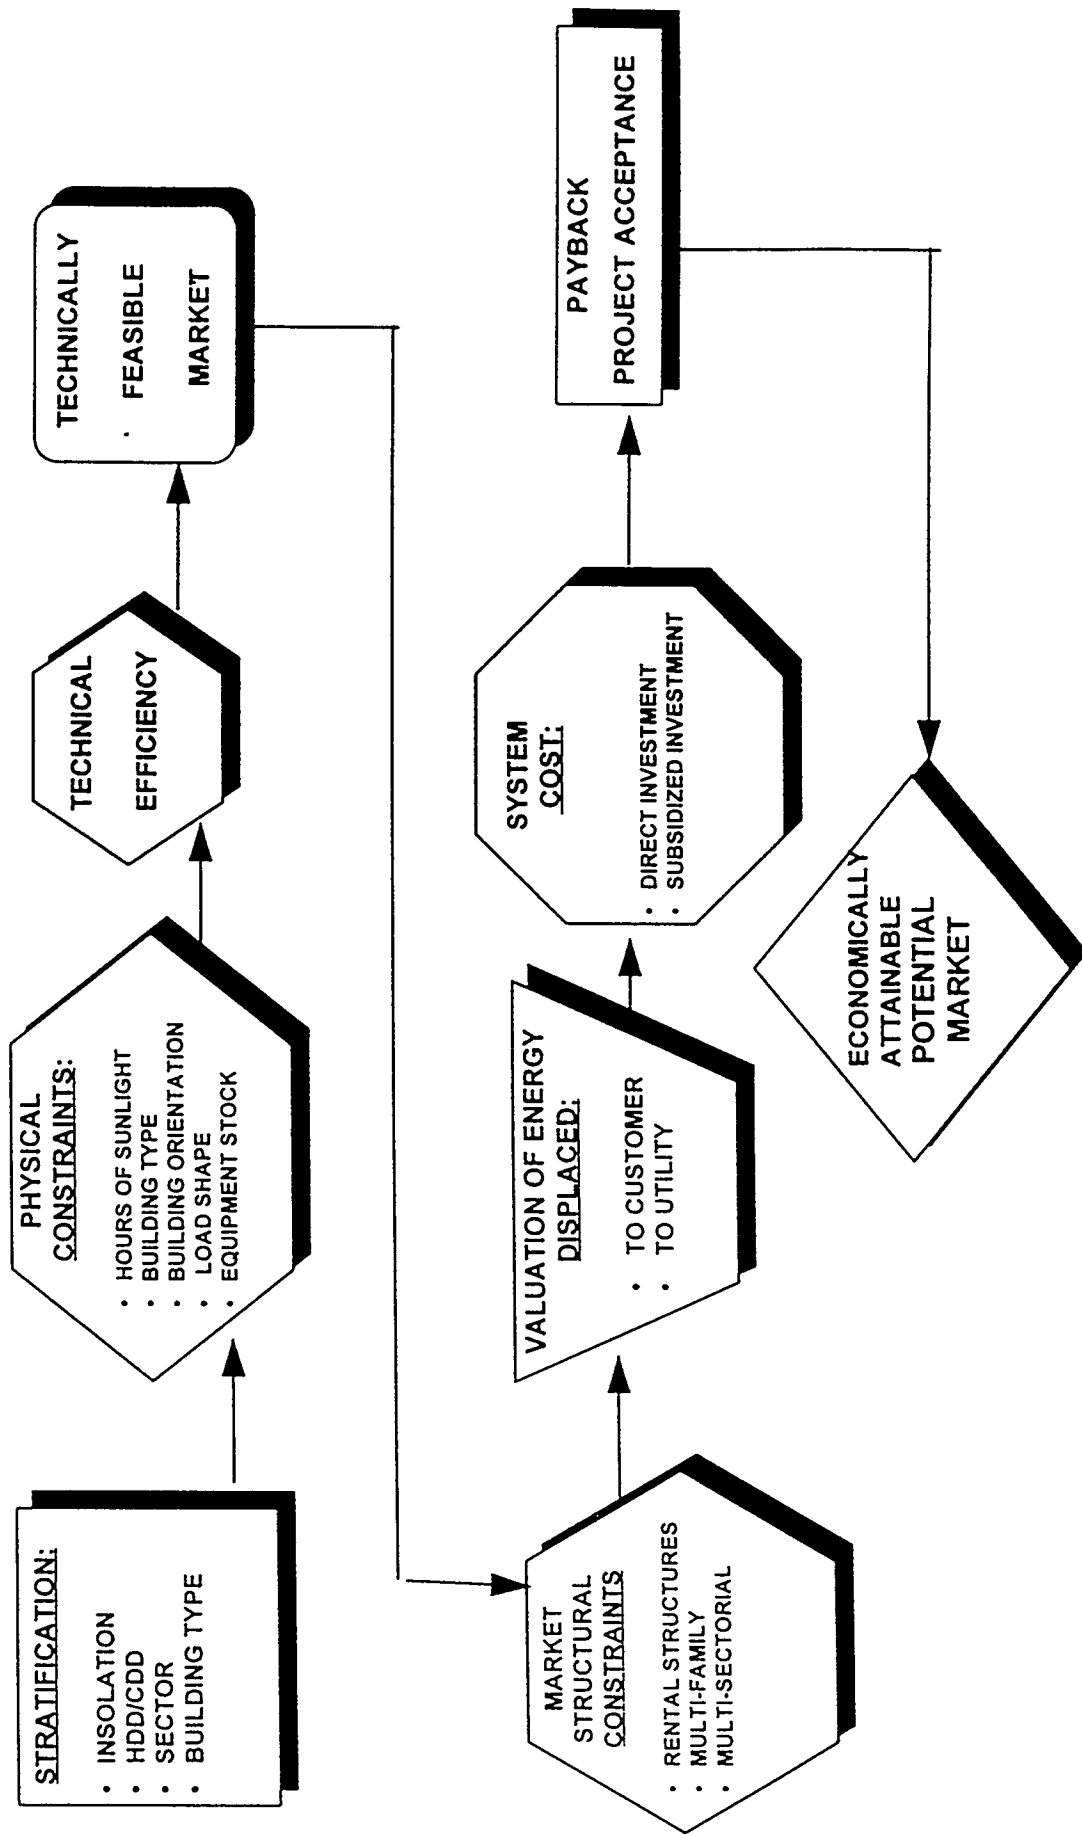 STRATIFICATION:
• INSOLATION
• HDD/CDD
• SECTOR
• BUILDING TYPE
PHYSICAL
CONSTRAINTS:
• HOURS OF SUNLIGHT
• BUILDING TYPE
• BUILDING ORIENTATION
• LOAD SHAPE
• EQUIPMENT STOCK
TECHNICAL
EFFICIENCY
TECHNICALLY
• FEASIBLE
MARKET
MARKET
STRUCTURAL
CONSTRAINTS
• RENTAL STRUCTURES
• MULTI-FAMILY
• MULTI-SECTORIAL
VALUATION OF ENERGY
DISPLACED:
• TO CUSTOMER
• TO UTILITY
SYSTEM
COST:
• DIRECT INVESTMENT
• SUBSIDIZED INVESTMENT
PAYBACK
PROJECT ACCEPTANCE
ECONOMICALLY
ATTAINABLE
POTENTIAL
MARKET